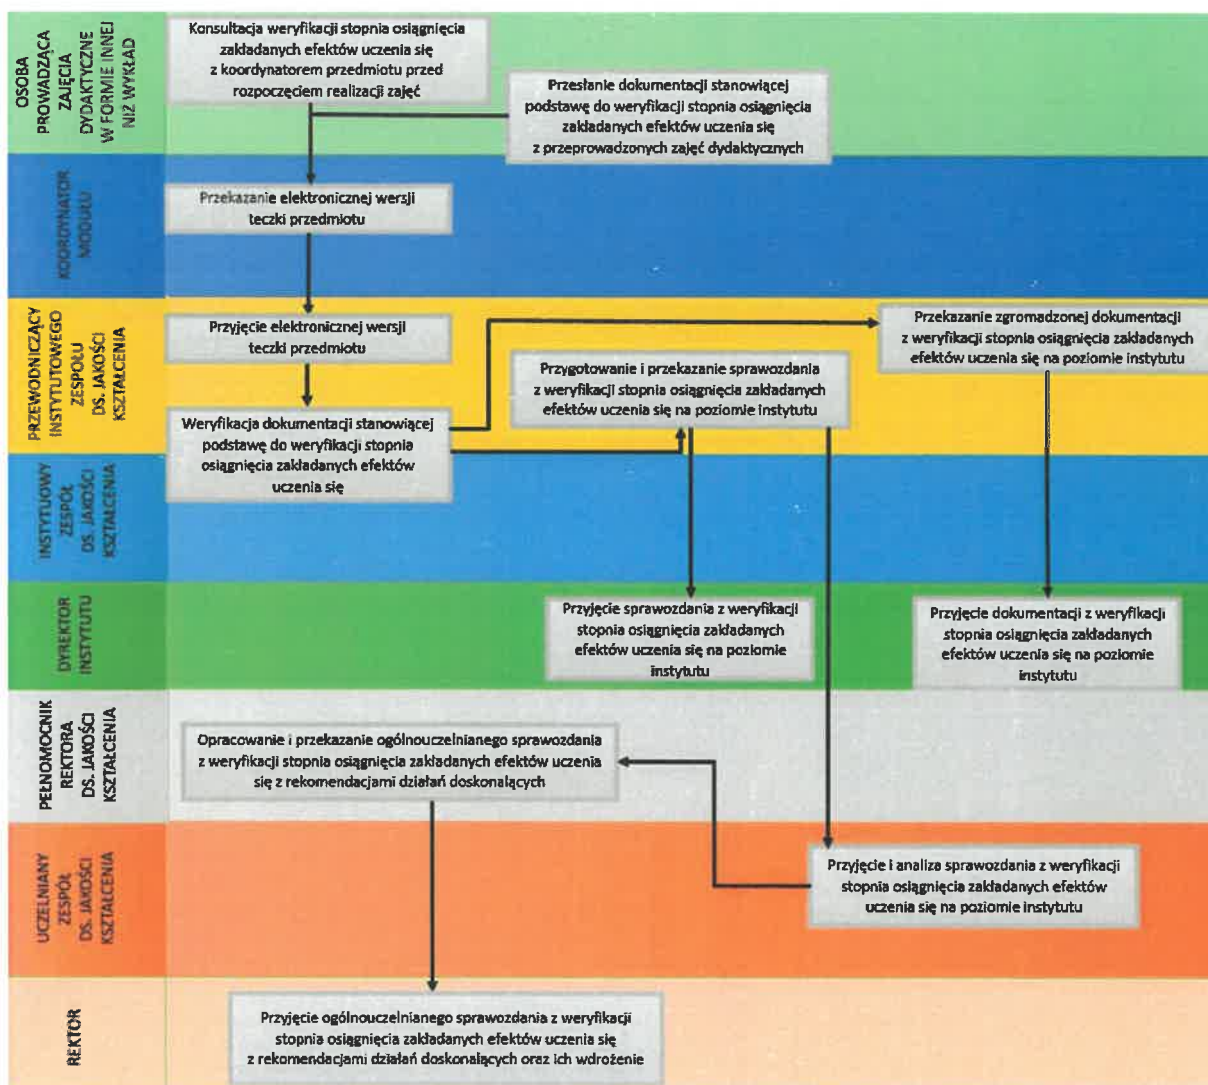 OSOBA
PROWADZĄCA
ZAJĘCIA
DYDAKTYCZNE
W FORMIE INNEJ
NIŻ WYKŁAD
Konsultacja weryfikacji stopnia osiągnięcia
zakładanych efektów uczenia się
z koordynatorem przedmiotu przed
rozpoczęciem realizacji zajęć
Przesłanie dokumentacji stanowiącej
podstawę do weryfikacji stopnia osiągnięcia
zakładanych efektów uczenia się
z przeprowadzonych zajęć dydaktycznych
KOORDYNATOR
MODUŁU
Przekazanie elektronicznej wersji
teczki przedmiotu
PRZEWODNICZĄCY
INSTYTUTOWEGO
ZESPOŁU
DS. JAKOŚCI
KSZTAŁCENIA
Przyjęcie elektronicznej wersji
teczki przedmiotu
Przekazanie zgromadzonej dokumentacji
z weryfikacji stopnia osiągnięcia zakładanych
efektów uczenia się na poziomie instytutu
Przygotowanie i przekazanie sprawozdania
z weryfikacji stopnia osiągnięcia zakładanych
efektów uczenia się na poziomie instytutu
Weryfikacja dokumentacji stanowiącej
podstawę do weryfikacji stopnia
osiągnięcia zakładanych efektów
uczenia się
INSTYTUOWY
ZESPÓŁ
DS. JAKOŚCI
KSZTAŁCENIA
DYREKTOR
INSTYTUTU
Przyjęcie sprawozdania z weryfikacji
stopnia osiągnięcia zakładanych
efektów uczenia się na poziomie
instytutu
Przyjęcie dokumentacji z weryfikacji
stopnia osiągnięcia zakładanych
efektów uczenia się na poziomie
instytutu
PEŁNOMOCNIK
REKTORA
DS. JAKOŚCI
KSZTAŁCENIA
Opracowanie i przekazanie ogólnouczelnianego sprawozdania
z weryfikacji stopnia osiągnięcia zakładanych efektów uczenia
się z rekomendacjami działań doskonalących
UCZELNIANY
ZESPÓŁ
DS. JAKOŚCI
KSZTAŁCENIA
Przyjęcie i analiza sprawozdania z weryfikacji
stopnia osiągnięcia zakładanych efektów
uczenia się na poziomie instytutu
REKTOR
Przyjęcie ogólnouczelnianego sprawozdania z weryfikacji
stopnia osiągnięcia zakładanych efektów uczenia się
z rekomendacjami działań doskonalących oraz ich wdrożenie